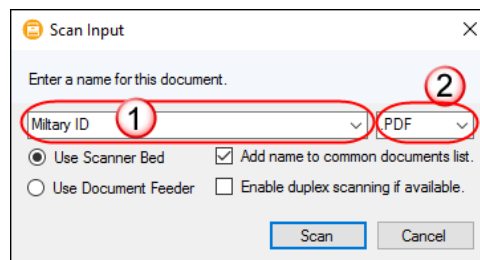 Scan Input
Enter a name for this document.
1
2
Miltary ID
.PDF
Use Scanner Bed
Add name to common documents list.
Use Document Feeder
Enable duplex scanning if available.
Scan
Cancel